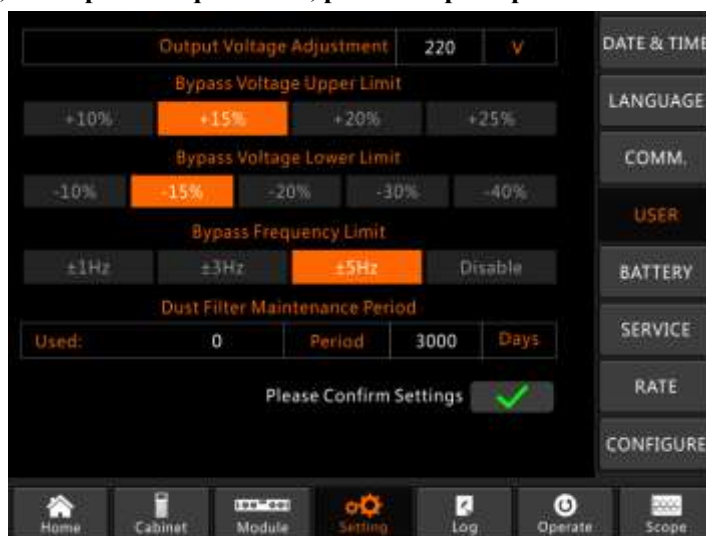 Output Voltage Adjustment 220 V
Bypass Voltage Upper Limit
+10% +15% +20% +25%
Bypass Voltage Lower Limit
-10% -15% -20% -30% -40%
Bypass Frequency Limit
±1Hz ±3Hz ±5Hz Disable
Dust Filter Maintenance Period
Used: 0 Period 3000 Days
Please Confirm Settings
DATE & TIME
LANGUAGE
COMM.
USER
BATTERY
SERVICE
RATE
CONFIGURE
Home Cabinet Module Setting Log Operate Scope